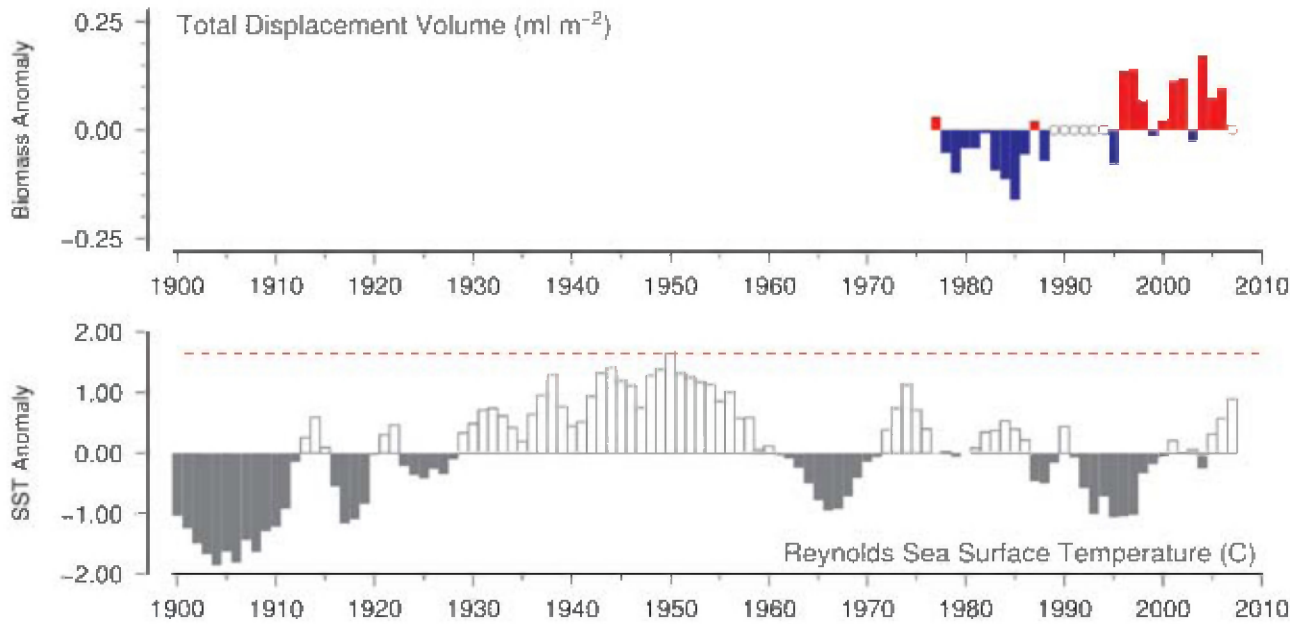 Total Displacement Volume (ml m⁻²)
Biomass Anomaly
0.25
0.00
−0.25
1900 1910 1920 1930 1940 1950 1960 1970 1980 1990 2000 2010
Reynolds Sea Surface Temperature (C)
SST Anomaly
2.00
1.00
0.00
−1.00
−2.00
1900 1910 1920 1930 1940 1950 1960 1970 1980 1990 2000 2010